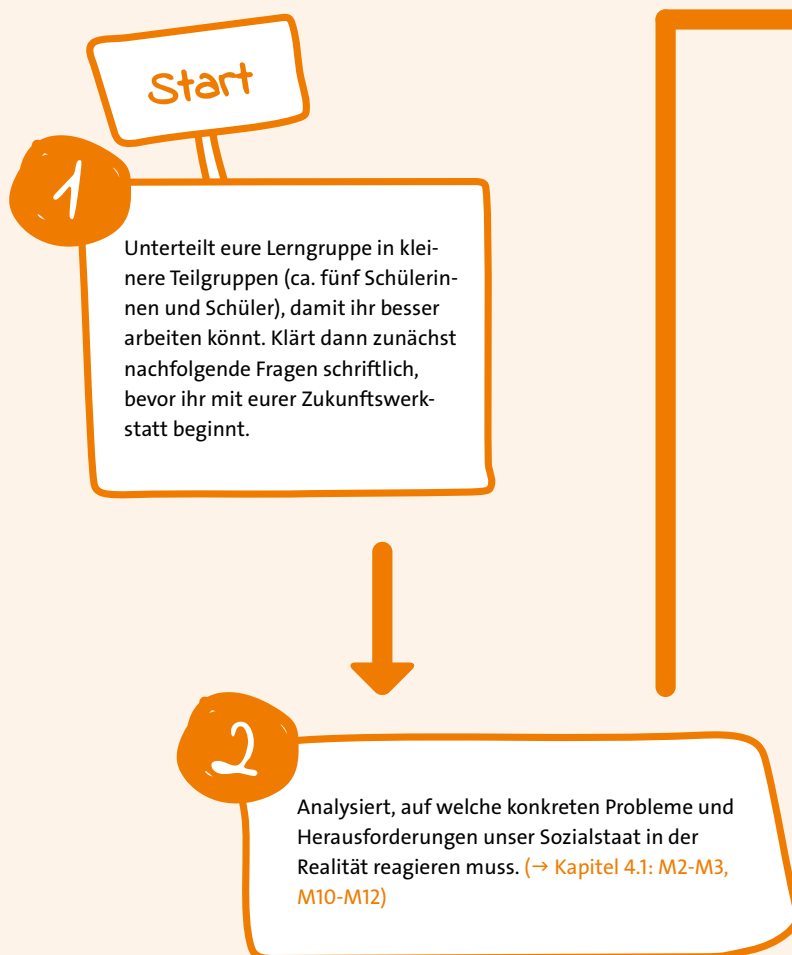 Start
1
Unterteilt eure Lerngruppe in klei-
nere Teilgruppen (ca. fünf Schülerin-
nen und Schüler), damit ihr besser
arbeiten könnt. Klärt dann zunächst
nachfolgende Fragen schriftlich,
bevor ihr mit eurer Zukunftswerk-
statt beginnt.
2
Analysiert, auf welche konkreten Probleme und
Herausforderungen unser Sozialstaat in der
Realität reagieren muss. (→ Kapitel 4.1: M2-M3,
M10-M12)